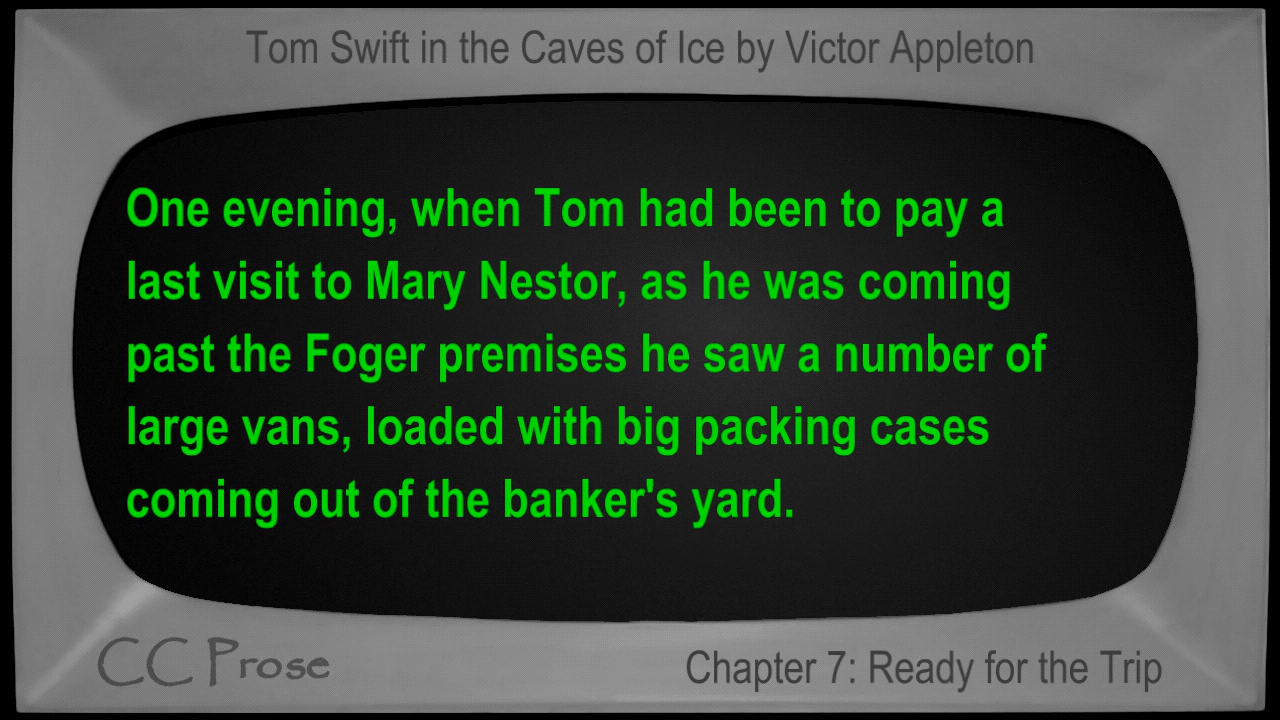 Tom Swift in the Caves of Ice by Victor Appleton
One evening, when Tom had been to pay a
last visit to Mary Nestor, as he was coming
past the Foger premises he saw a number of
large vans, loaded with big packing cases
coming out of the banker's yard.
CC Prose
Chapter 7: Ready for the Trip